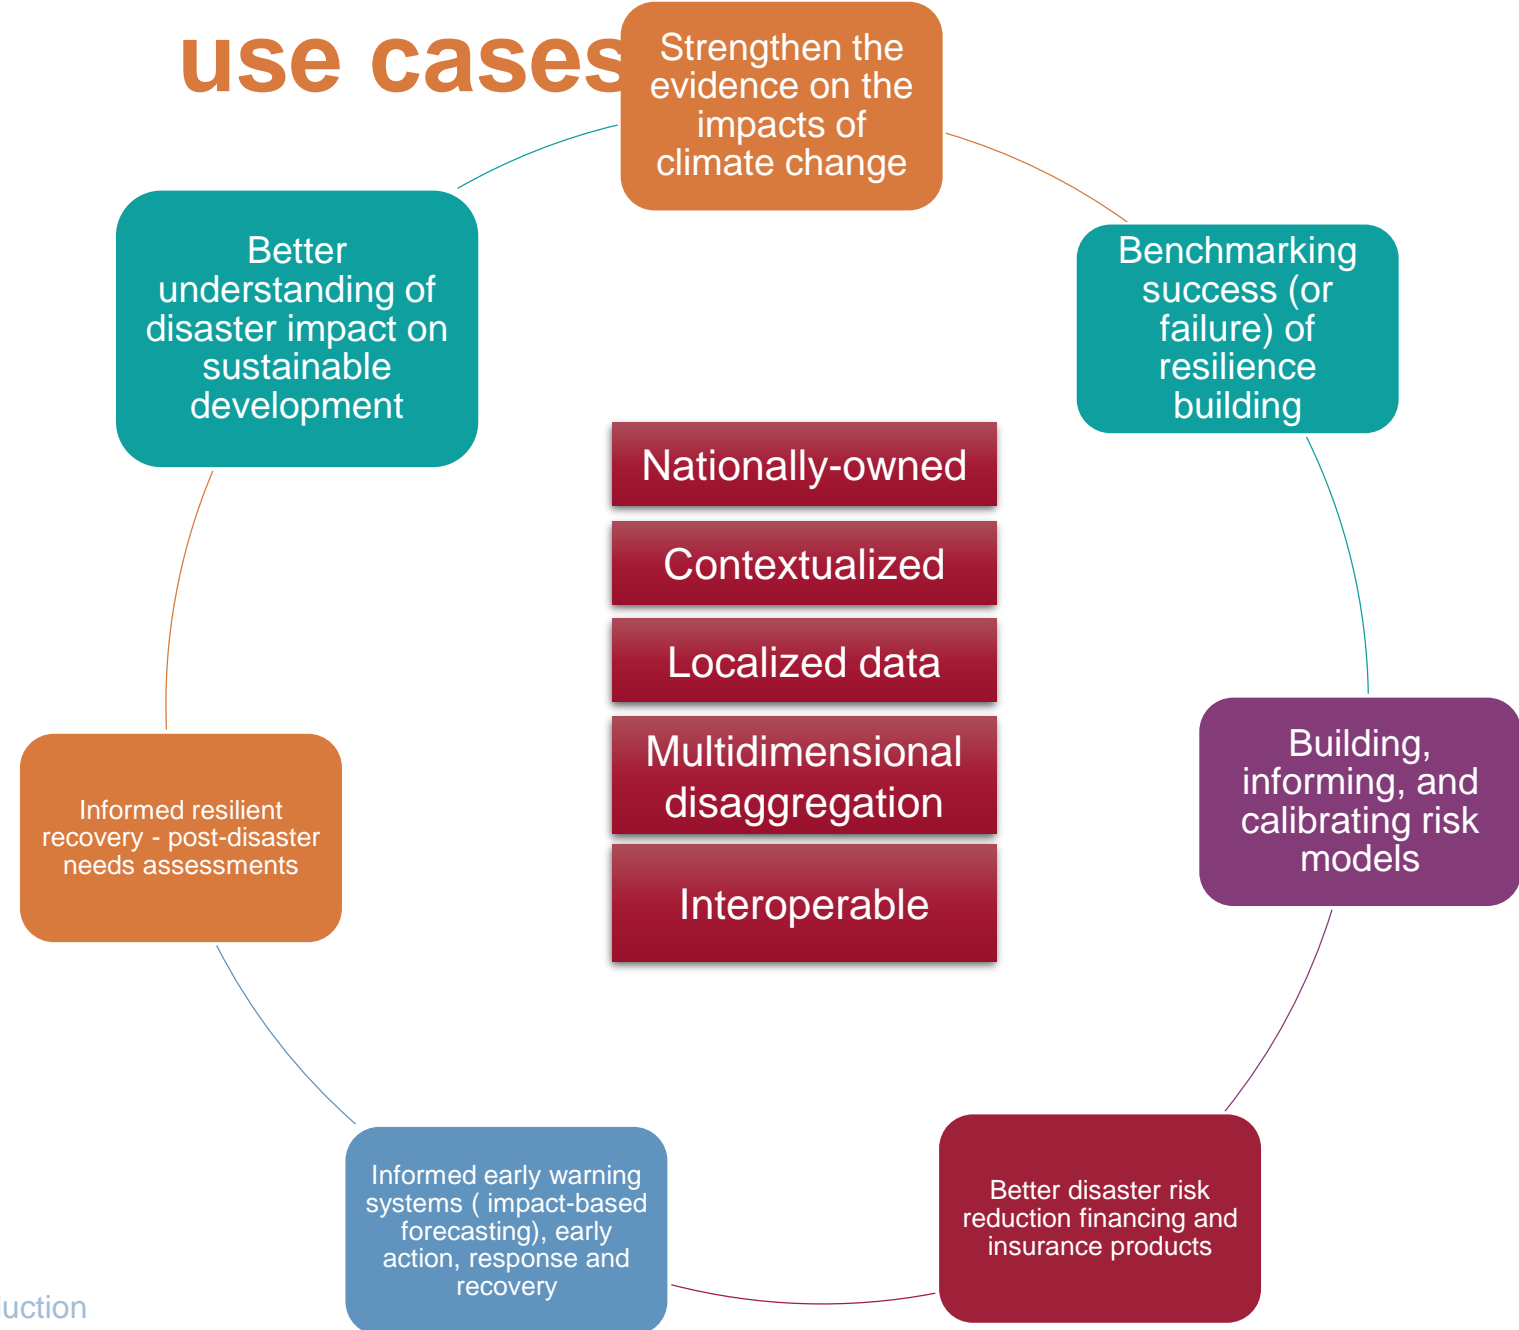 use cases
Strengthen the
evidence on the
impacts of
climate change
Benchmarking
success (or
failure) of
resilience
building
Building,
informing, and
calibrating risk
models
Better disaster risk
reduction financing and
insurance products
Informed early warning
systems ( impact-based
forecasting), early
action, response and
recovery
Informed resilient
recovery - post-disaster
needs assessments
Better
understanding of
disaster impact on
sustainable
development
Nationally-owned
Contextualized
Localized data
Multidimensional
disaggregation
Interoperable
uction